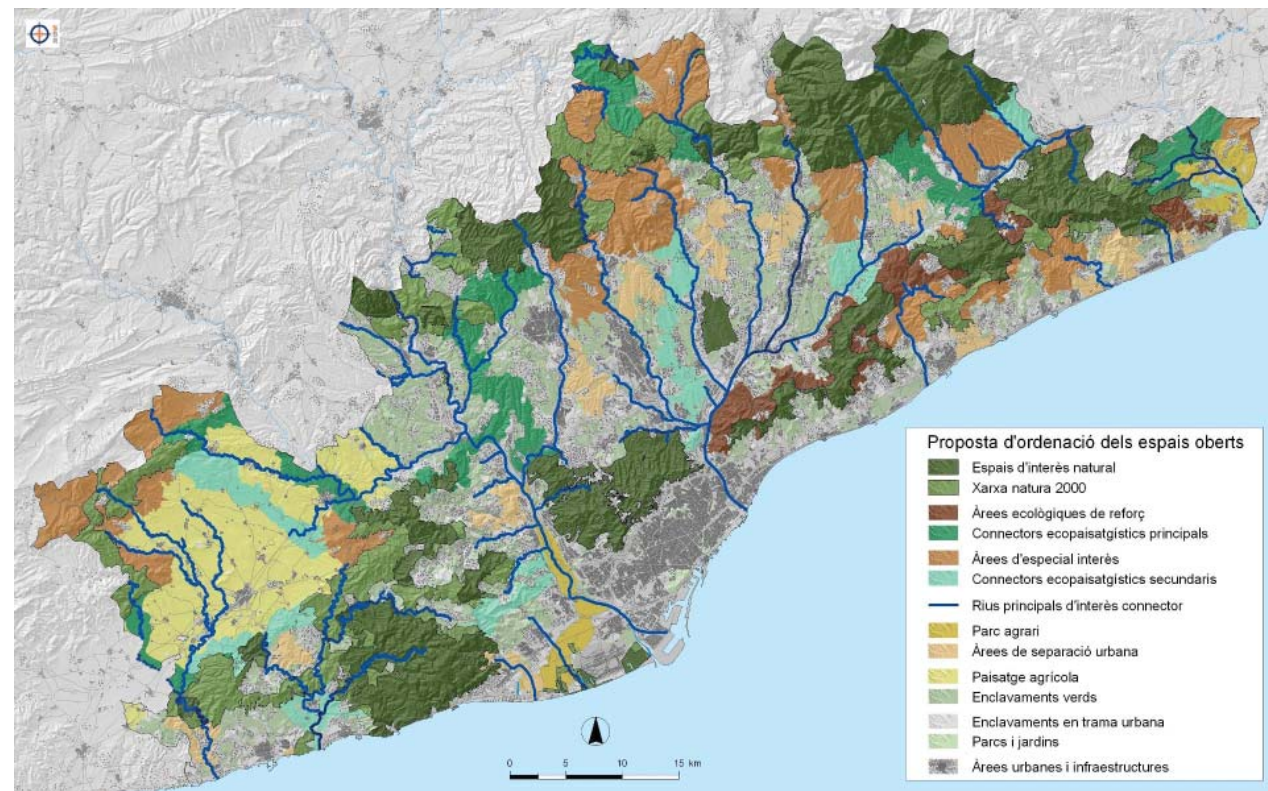 Proposta d'ordenació dels espais oberts
Espais d'interès natural
Xarxa natura 2000
Àrees ecològiques de reforç
Connectors ecopaisatgístics principals
Àrees d'especial interès
Connectors ecopaisatgístics secundaris
Rius principals d'interès connector
Parc agrari
Àrees de separació urbana
Paisatge agrícola
Enclavaments verds
Enclavaments en trama urbana
Parcs i jardins
Àrees urbanes i infraestructures
0 5 10 15 km